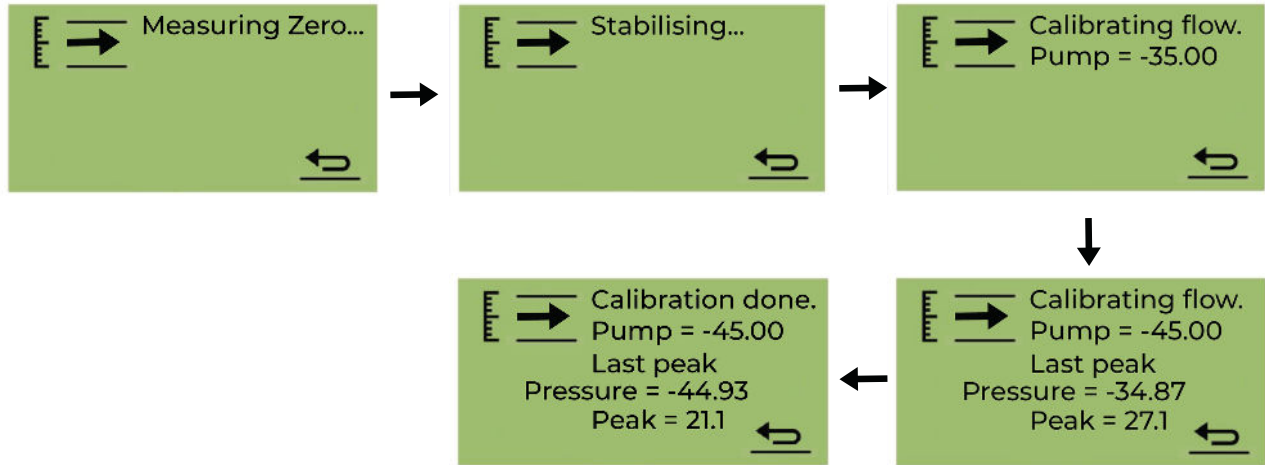 Measuring Zero...
Stabilising...
Calibrating flow.
Pump = -35.00
Calibrating flow.
Pump = -45.00
Last peak
Pressure = -34.87
Peak = 27.1
Calibration done.
Pump = -45.00
Last peak
Pressure = -44.93
Peak = 21.1